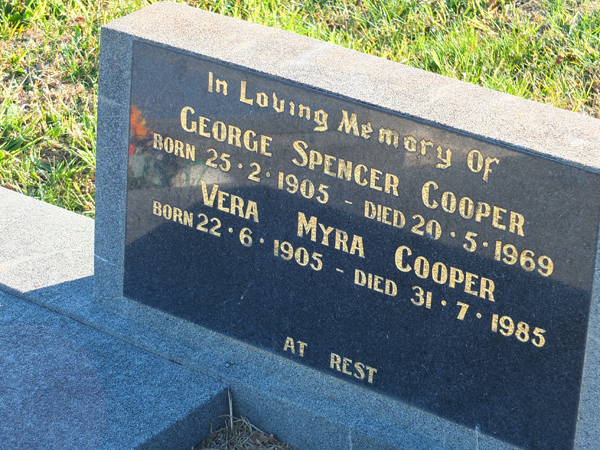 In Loving Memory Of
GEORGE SPENCER COOPER
BORN 25·2·1905 - DIED 20·5·1969
VERA MYRA COOPER
BORN 22·6·1905 - DIED 31·7·1985
AT REST